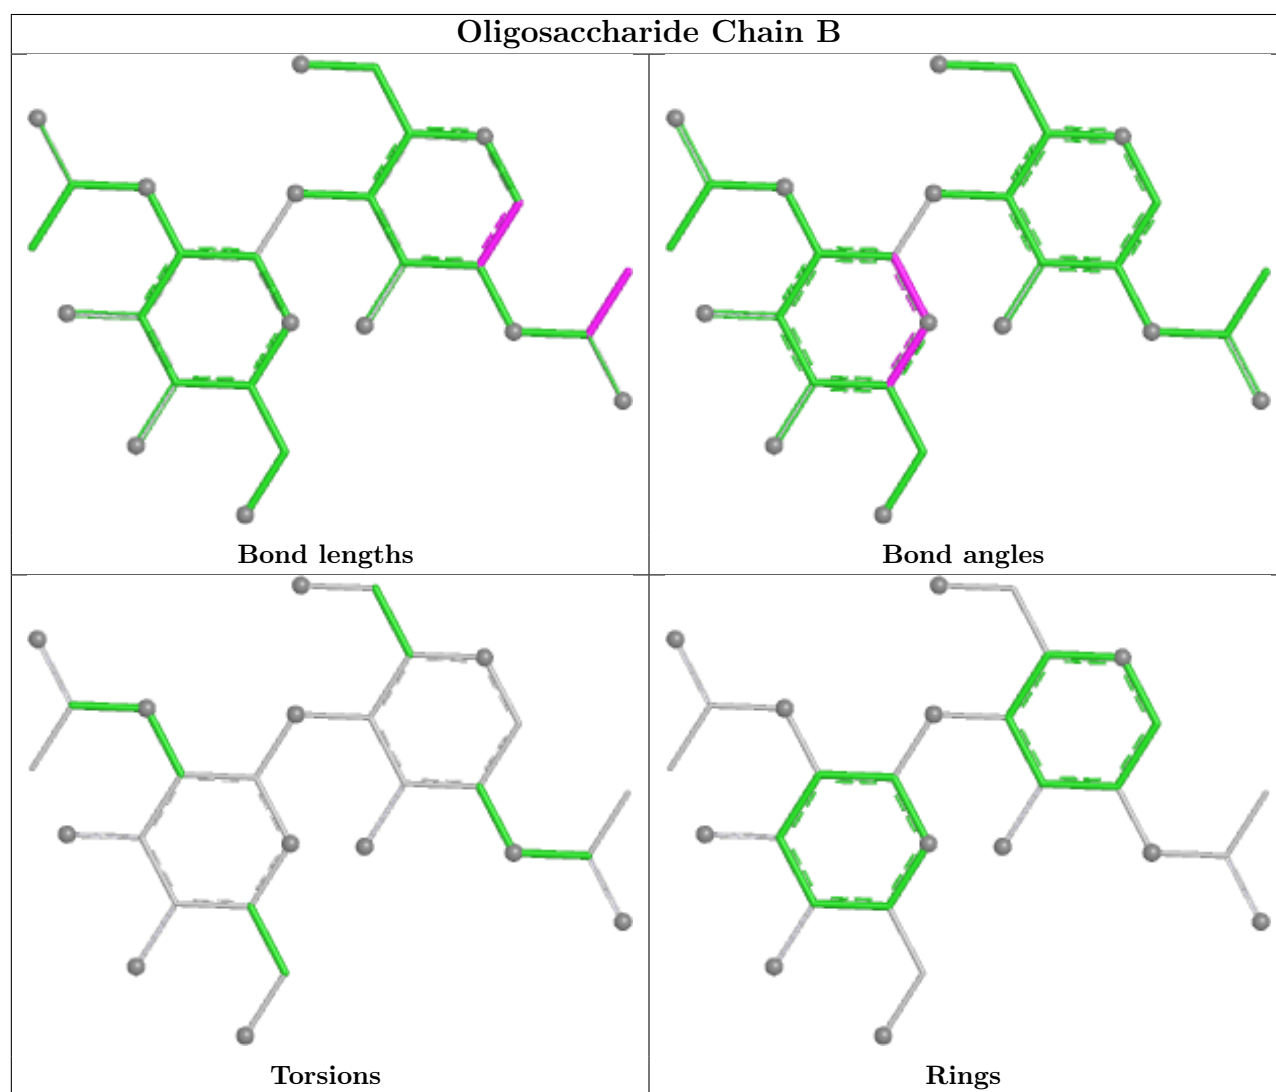 Oligosaccharide Chain B
Bond lengths
Bond angles
Torsions
Rings